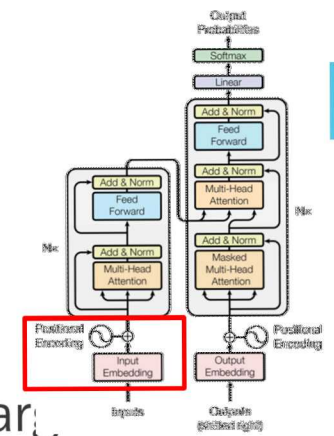 Output
Probabilities
Softmax
Linear
Add & Norm
Feed
Forward
Add & Norm
Multi-Head
Attention
Add & Norm
Masked
Multi-Head
Attention
Nx
Add & Norm
Feed
Forward
Add & Norm
Multi-Head
Attention
Nx
Positional
Encoding
Input
Embedding
Inputs
Positional
Encoding
Output
Embedding
Outputs
(shifted right)